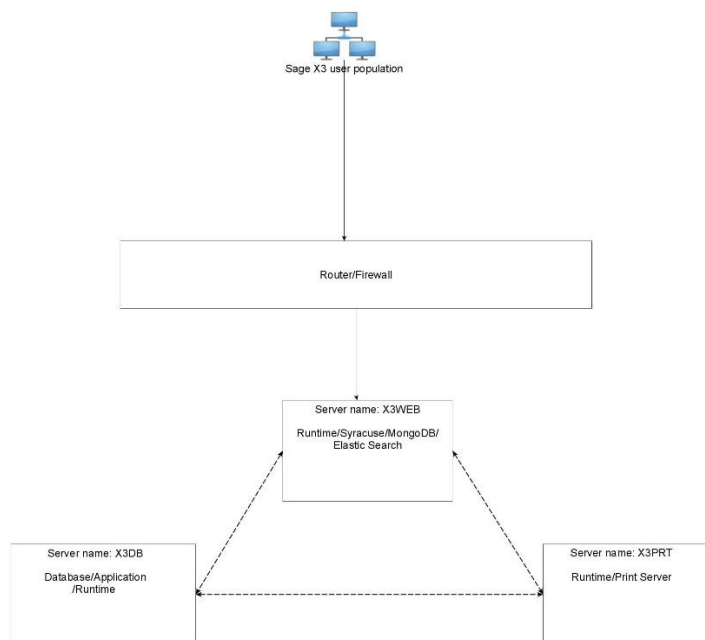 Sage X3 user population
Router/Firewall
Server name: X3WEB
Runtime/Syracuse/MongoDB/
Elastic Search
Server name: X3DB
Database/Application
/Runtime
Server name: X3PRT
Runtime/Print Server